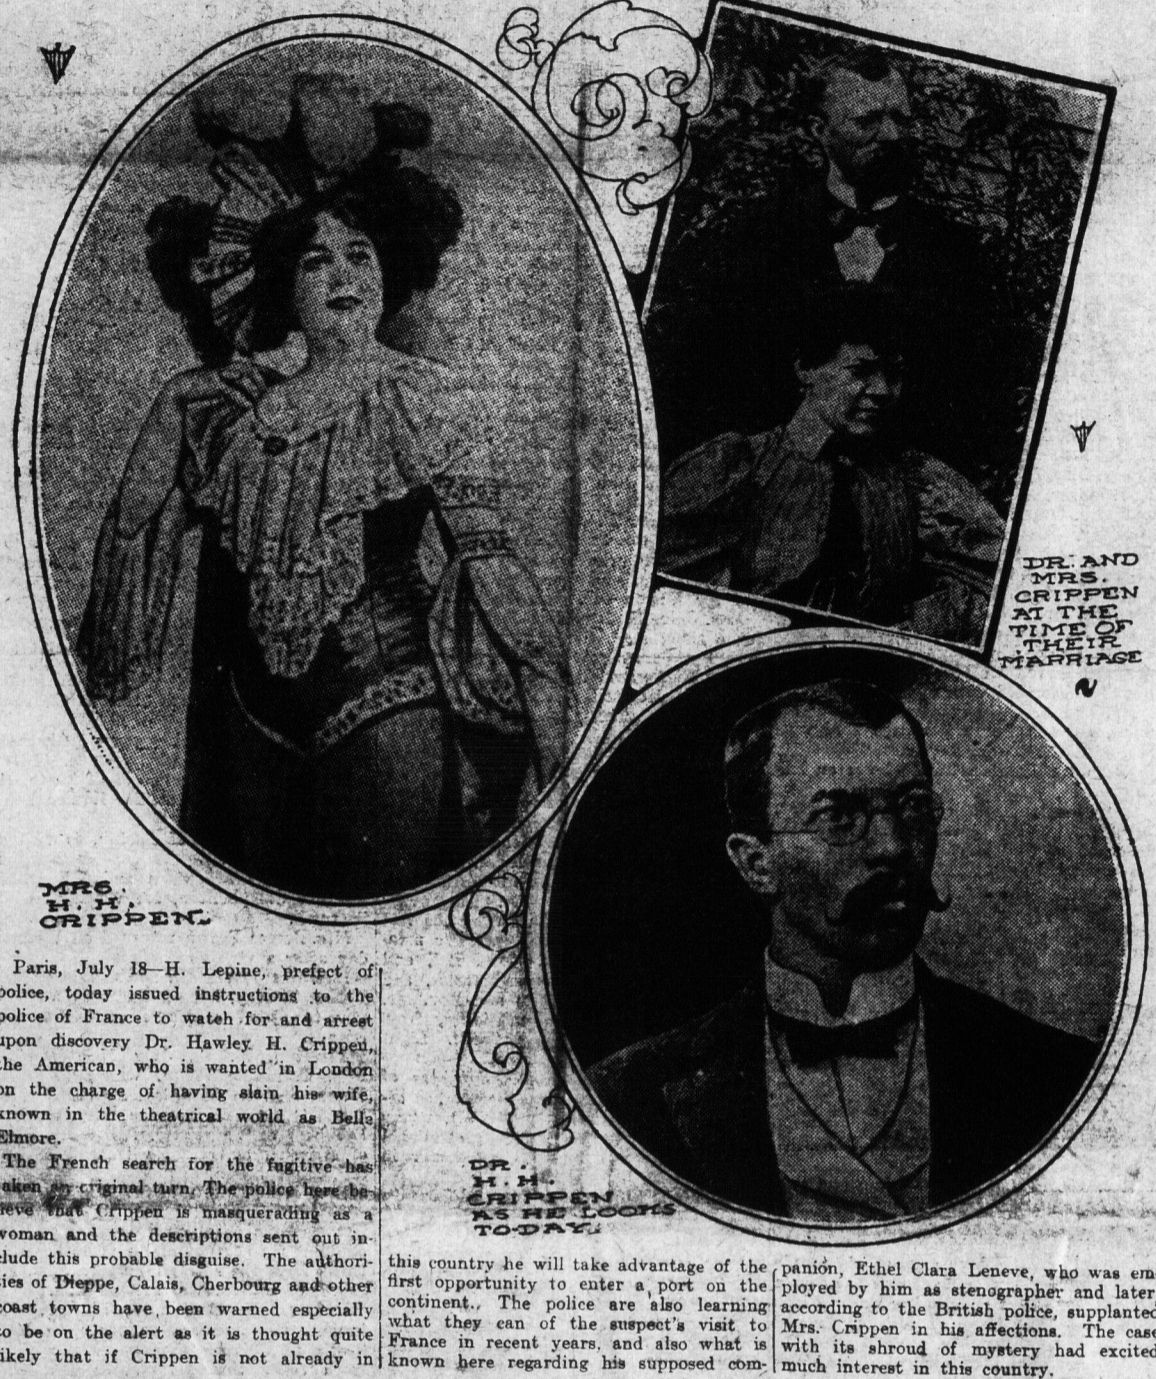 DR. AND
MRS.
CRIPPEN
AT THE
TIME OF
THEIR
MARRIAGE
MRS.
H. H.
CRIPPEN
DR.
H. H.
CRIPPEN
AS HE LOOKS
TO-DAY.
Paris, July 18—H. Lepine, prefect of
police, today issued instructions to the
police of France to watch for and arrest
upon discovery Dr. Hawley H. Crippen,
the American, who is wanted in London
on the charge of having slain his wife,
known in the theatrical world as Bella
Elmore.
The French search for the fugitive has
taken an original turn. The police here be-
lieve that Crippen is masquerading as a
woman and the descriptions sent out in-
clude this probable disguise. The authori-
ties of Dieppe, Calais, Cherbourg and other
coast towns have been warned especially
to be on the alert as it is thought quite
likely that if Crippen is not already in
this country he will take advantage of the
first opportunity to enter a port on the
continent.. The police are also learning
what they can of the suspect's visit to
France in recent years, and also what is
known here regarding his supposed com-
panion, Ethel Clara Leneve, who was em-
ployed by him as stenographer and later
according to the British police, supplanted
Mrs. Crippen in his affections. The case
with its shroud of mystery had excited
much interest in this country.